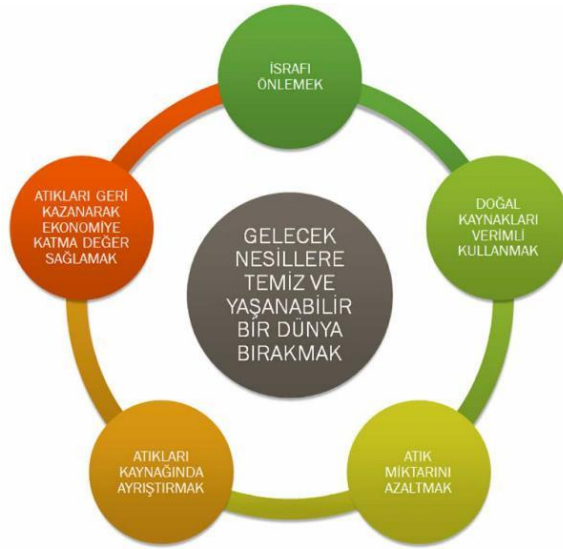 İSRAFI
ÖNLEMEK
DOĞAL
KAYNAKLARI
VERİMLİ
KULLANMAK
ATIK
MİKTARINI
AZALTMAK
ATIKLARI
KAYNAĞINDA
AYRIŞTIRMAK
ATIKLARI GERİ
KAZANARAK
EKONOMİYE
KATMA DEĞER
SAĞLAMAK
GELECEK
NESİLLERE
TEMİZ VE
YAŞANABİLİR
BİR DÜNYA
BIRAKMAK